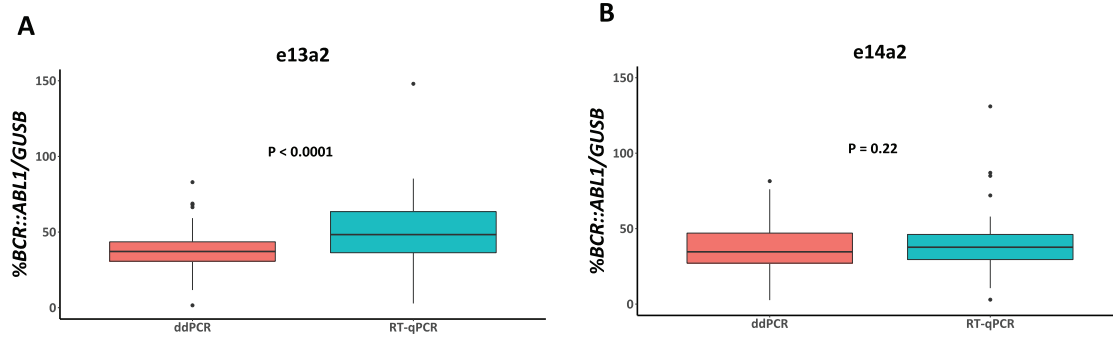 A
e13a2
%BCR::ABL1/GUSB
150
100
50
0
P < 0.0001
ddPCR
RT-qPCR
B
e14a2
%BCR::ABL1/GUSB
150
100
50
0
P = 0.22
ddPCR
RT-qPCR